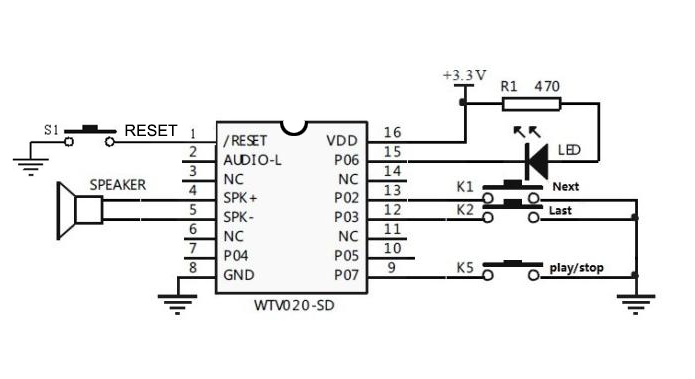 +3.3V
R1 470
S1 RESET
LED
1 /RESET VDD 16
2 AUDIO-L P06 15
3 NC NC 14
SPEAKER
4 SPK+ P02 13 K1 Next
5 SPK- P03 12 K2 Last
6 NC NC 11
7 P04 P05 10
8 GND P07 9 K5 play/stop
WTV020-SD